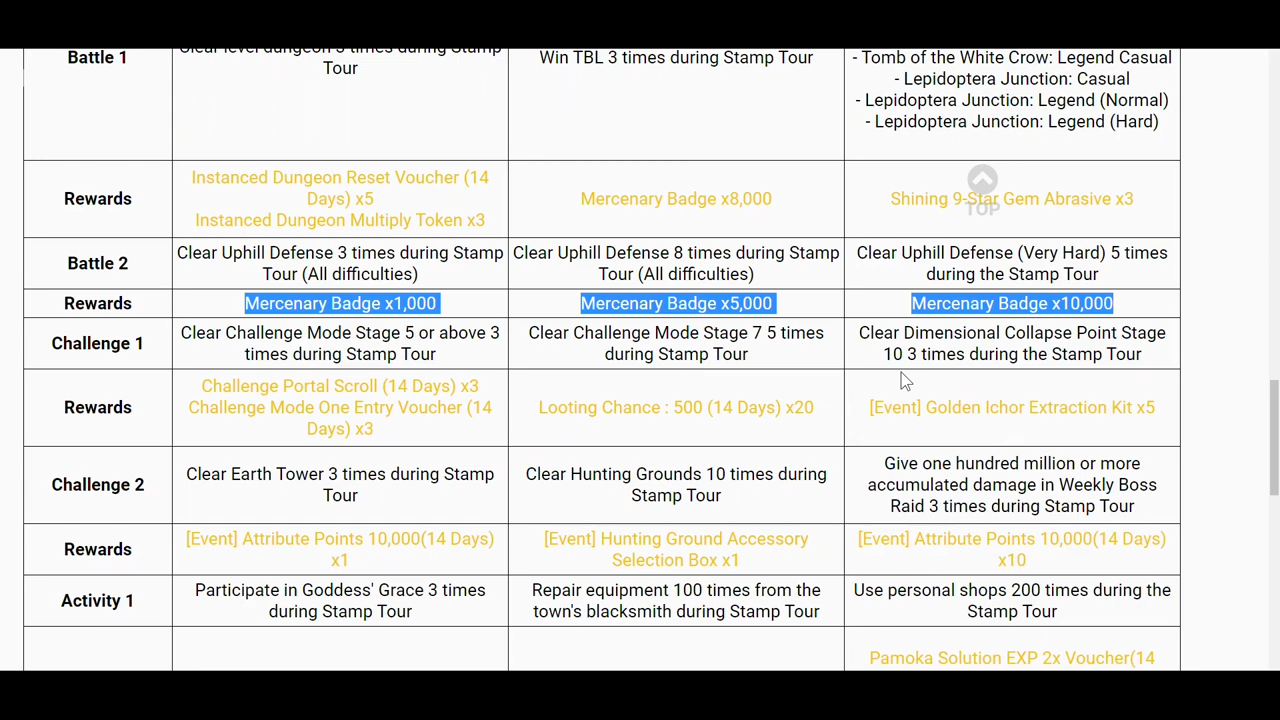 Battle 1
Clear level dungeon 3 times during Stamp
Tour
Win TBL 3 times during Stamp Tour
- Tomb of the White Crow: Legend Casual
- Lepidoptera Junction: Casual
- Lepidoptera Junction: Legend (Normal)
- Lepidoptera Junction: Legend (Hard)
Rewards
Instanced Dungeon Reset Voucher (14
Days) x5
Instanced Dungeon Multiply Token x3
Mercenary Badge x8,000
Shining 9-Star Gem Abrasive x3
TOP
Battle 2
Clear Uphill Defense 3 times during Stamp
Tour (All difficulties)
Clear Uphill Defense 8 times during Stamp
Tour (All difficulties)
Clear Uphill Defense (Very Hard) 5 times
during the Stamp Tour
Rewards
Mercenary Badge x1,000
Mercenary Badge x5,000
Mercenary Badge x10,000
Challenge 1
Clear Challenge Mode Stage 5 or above 3
times during Stamp Tour
Clear Challenge Mode Stage 7 5 times
during Stamp Tour
Clear Dimensional Collapse Point Stage
10 3 times during the Stamp Tour
Rewards
Challenge Portal Scroll (14 Days) x3
Challenge Mode One Entry Voucher (14
Days) x3
Looting Chance : 500 (14 Days) x20
[Event] Golden Ichor Extraction Kit x5
Challenge 2
Clear Earth Tower 3 times during Stamp
Tour
Clear Hunting Grounds 10 times during
Stamp Tour
Give one hundred million or more
accumulated damage in Weekly Boss
Raid 3 times during Stamp Tour
Rewards
[Event] Attribute Points 10,000(14 Days)
x1
[Event] Hunting Ground Accessory
Selection Box x1
[Event] Attribute Points 10,000(14 Days)
x10
Activity 1
Participate in Goddess' Grace 3 times
during Stamp Tour
Repair equipment 100 times from the
town's blacksmith during Stamp Tour
Use personal shops 200 times during the
Stamp Tour
Pamoka Solution EXP 2x Voucher(14